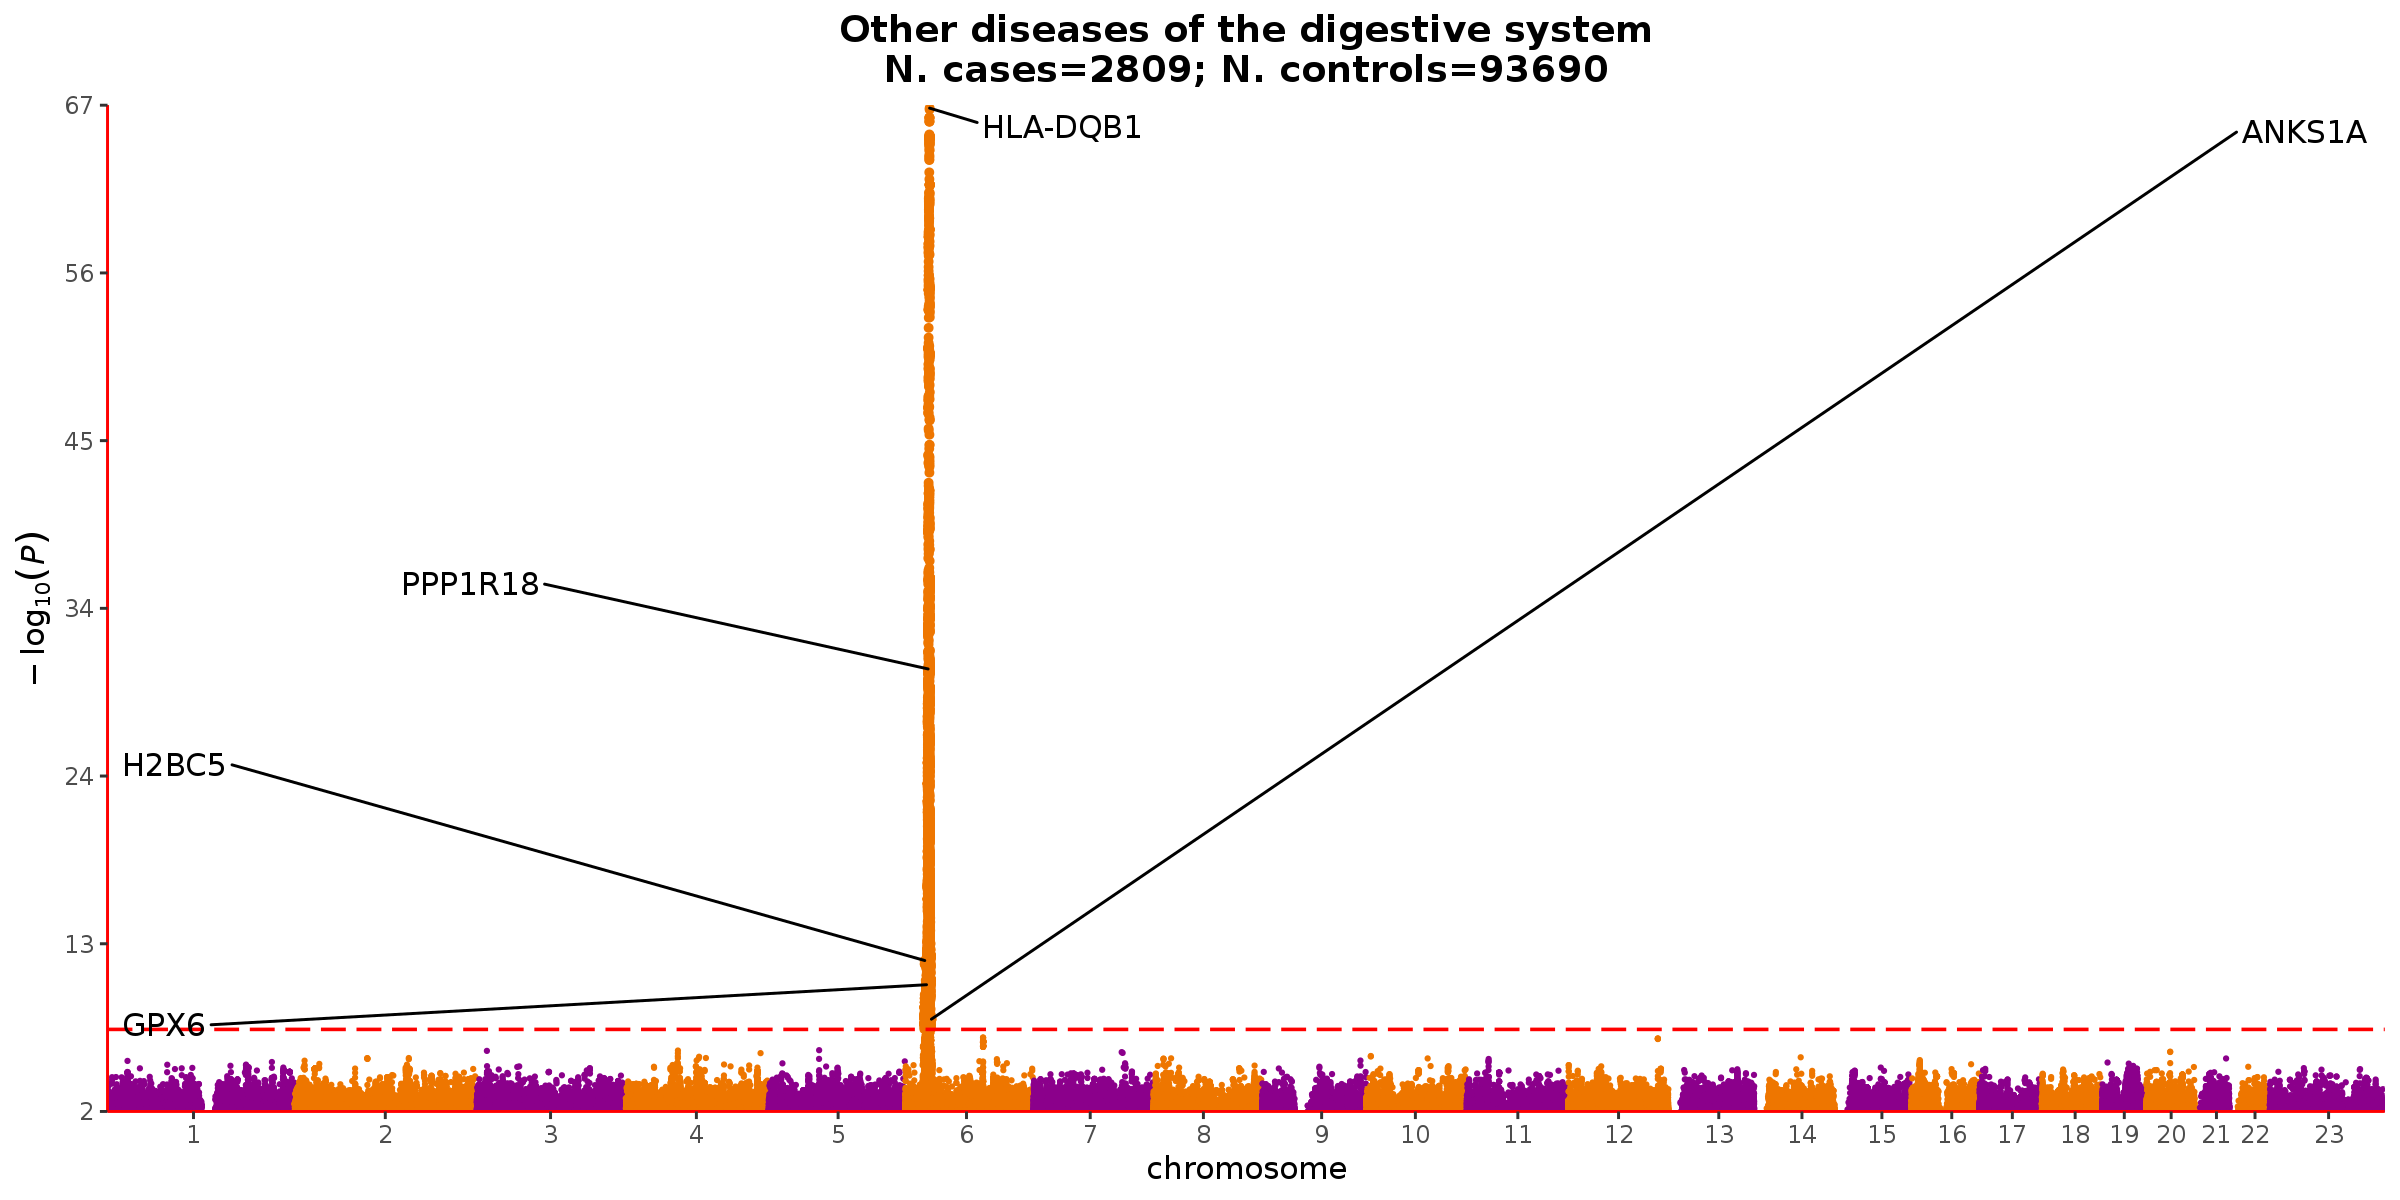 Other diseases of the digestive system
N. cases=2809; N. controls=93690
67
HLA-DQB1
ANKS1A
56
45
PPP1R18
34
H2BC5
24
13
GPX6
2
−log₁₀(P)
1 2 3 4 5 6 7 8 9 10 11 12 13 14 15 16 17 18 19 20 21 22 23
chromosome